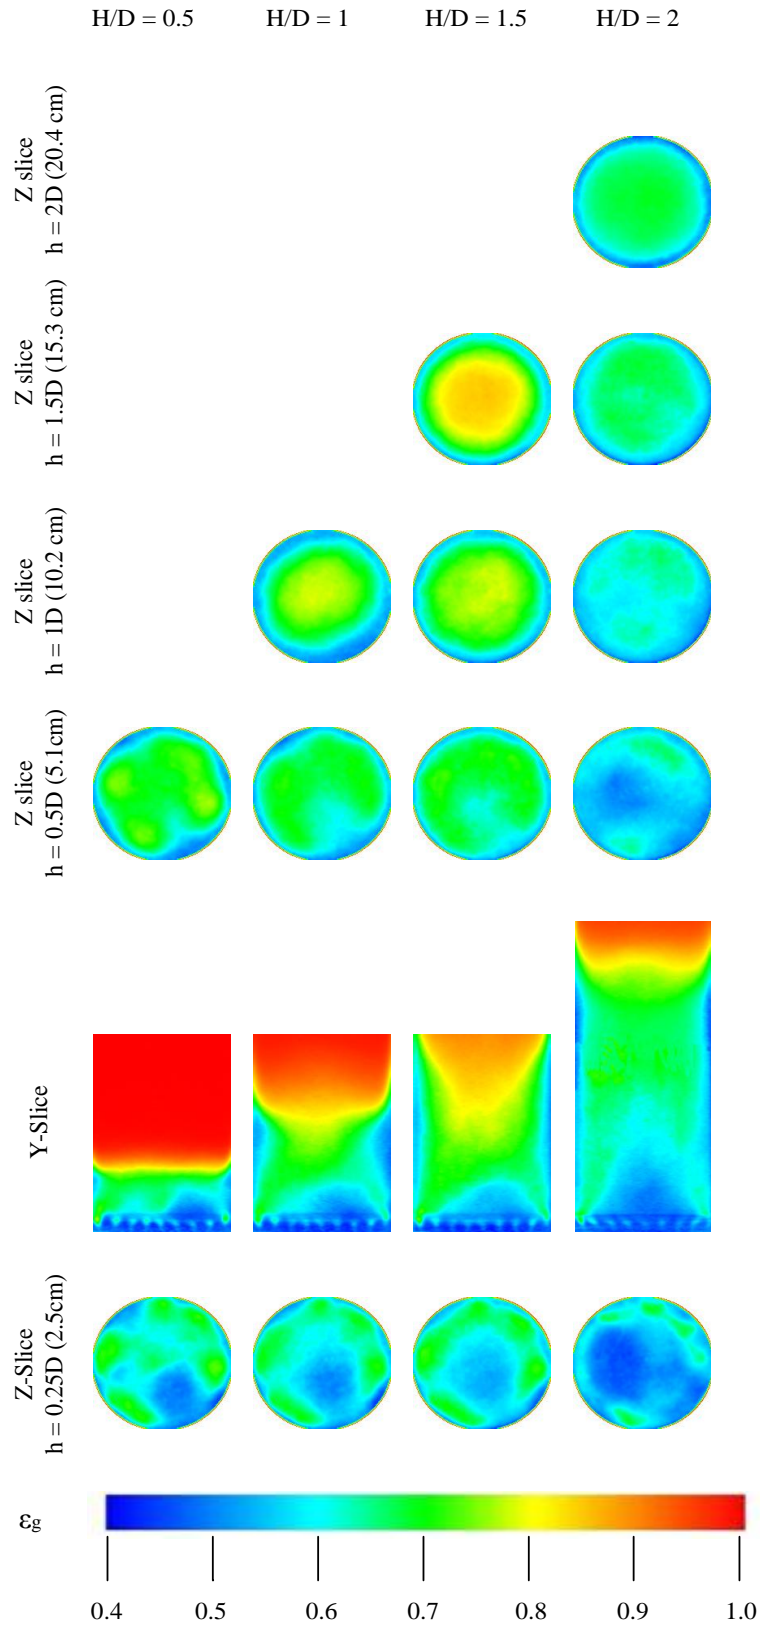 H/D = 0.5 H/D = 1 H/D = 1.5 H/D = 2
Z slice
h = 2D (20.4 cm)
Z slice
h = 1.5D (15.3 cm)
Z slice
h = 1D (10.2 cm)
Z slice
h = 0.5D (5.1cm)
Y-Slice
Z-Slice
h = 0.25D (2.5cm)
εg
0.4 0.5 0.6 0.7 0.8 0.9 1.0